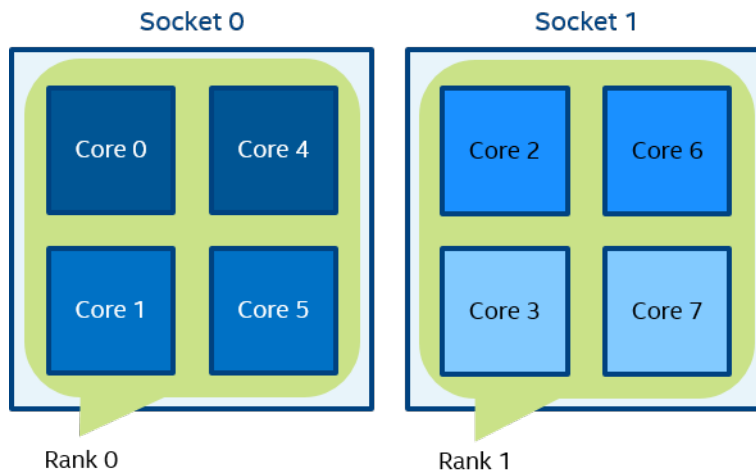 Socket 0
Socket 1
Core 0
Core 4
Core 1
Core 5
Core 2
Core 6
Core 3
Core 7
Rank 0
Rank 1